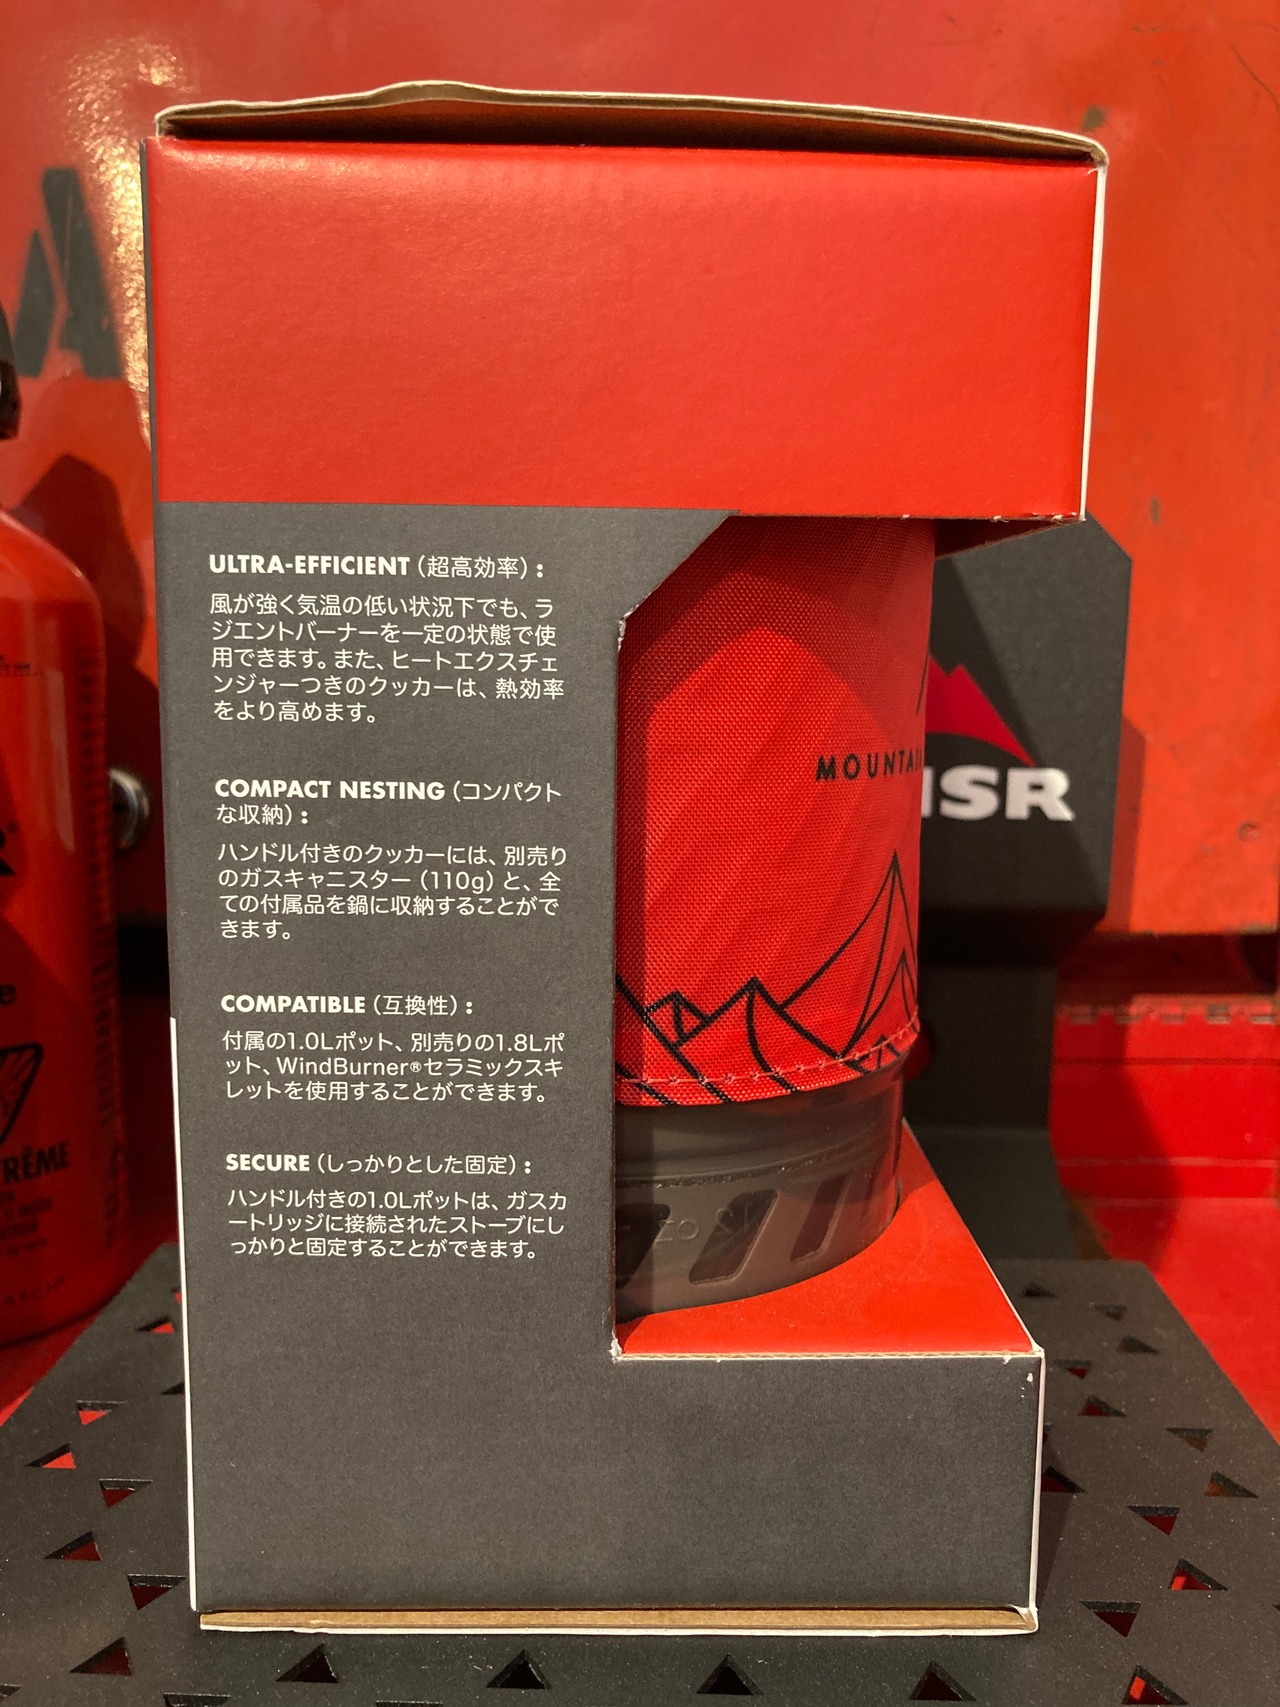 ULTRA-EFFICIENT（超高効率）:
風が強く気温の低い状況下でも、ラ
ジエントバーナーを一定の状態で使
用できます。また、ヒートエクスチェ
ンジャーつきのクッカーは、熱効率
をより高めます。
COMPACT NESTING（コンパクト
な収納）:
ハンドル付きのクッカーには、別売り
のガスキャニスター（110g）と、全
ての付属品を鍋に収納することがで
きます。
COMPATIBLE（互換性）:
付属の1.0Lポット、別売りの1.8Lポ
ット、WindBurner®セラミックスキ
レットを使用することができます。
SECURE（しっかりとした固定）:
ハンドル付きの1.0Lポットは、ガスカ
ートリッジに接続されたストーブにし
っかりと固定することができます。
MOUNTAIN
MSR